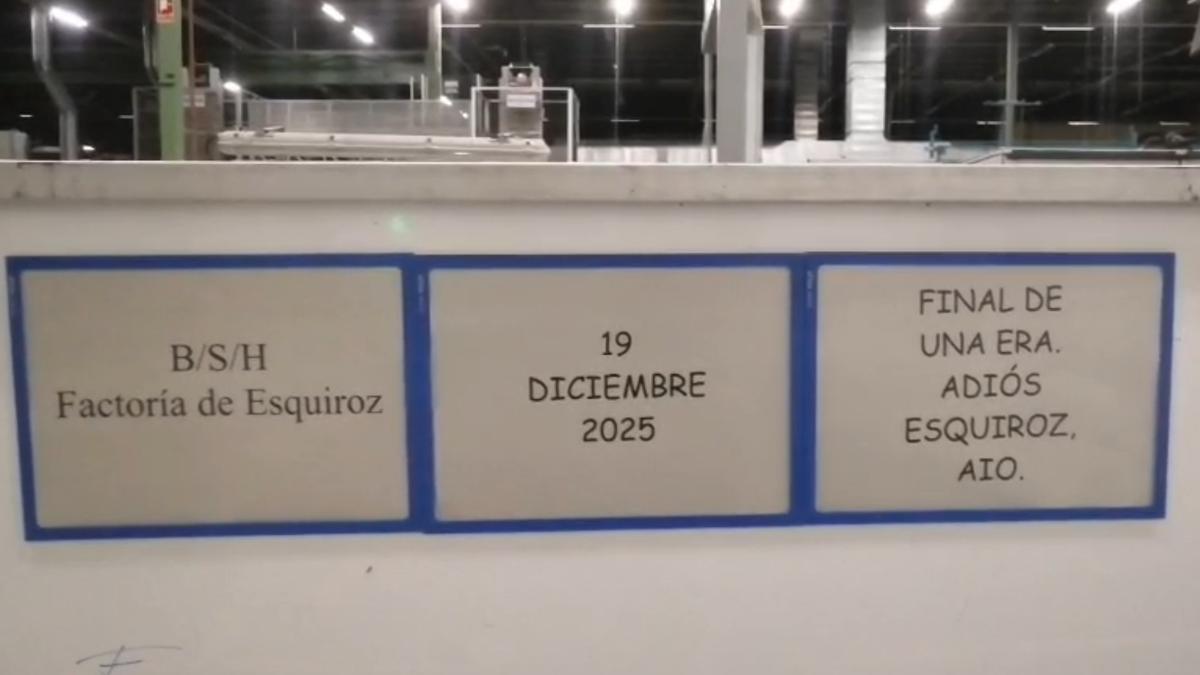 B/S/H
Factoría de Esquiroz
19
DICIEMBRE
2025
FINAL DE
UNA ERA.
ADIÓS
ESQUIROZ,
AIO.